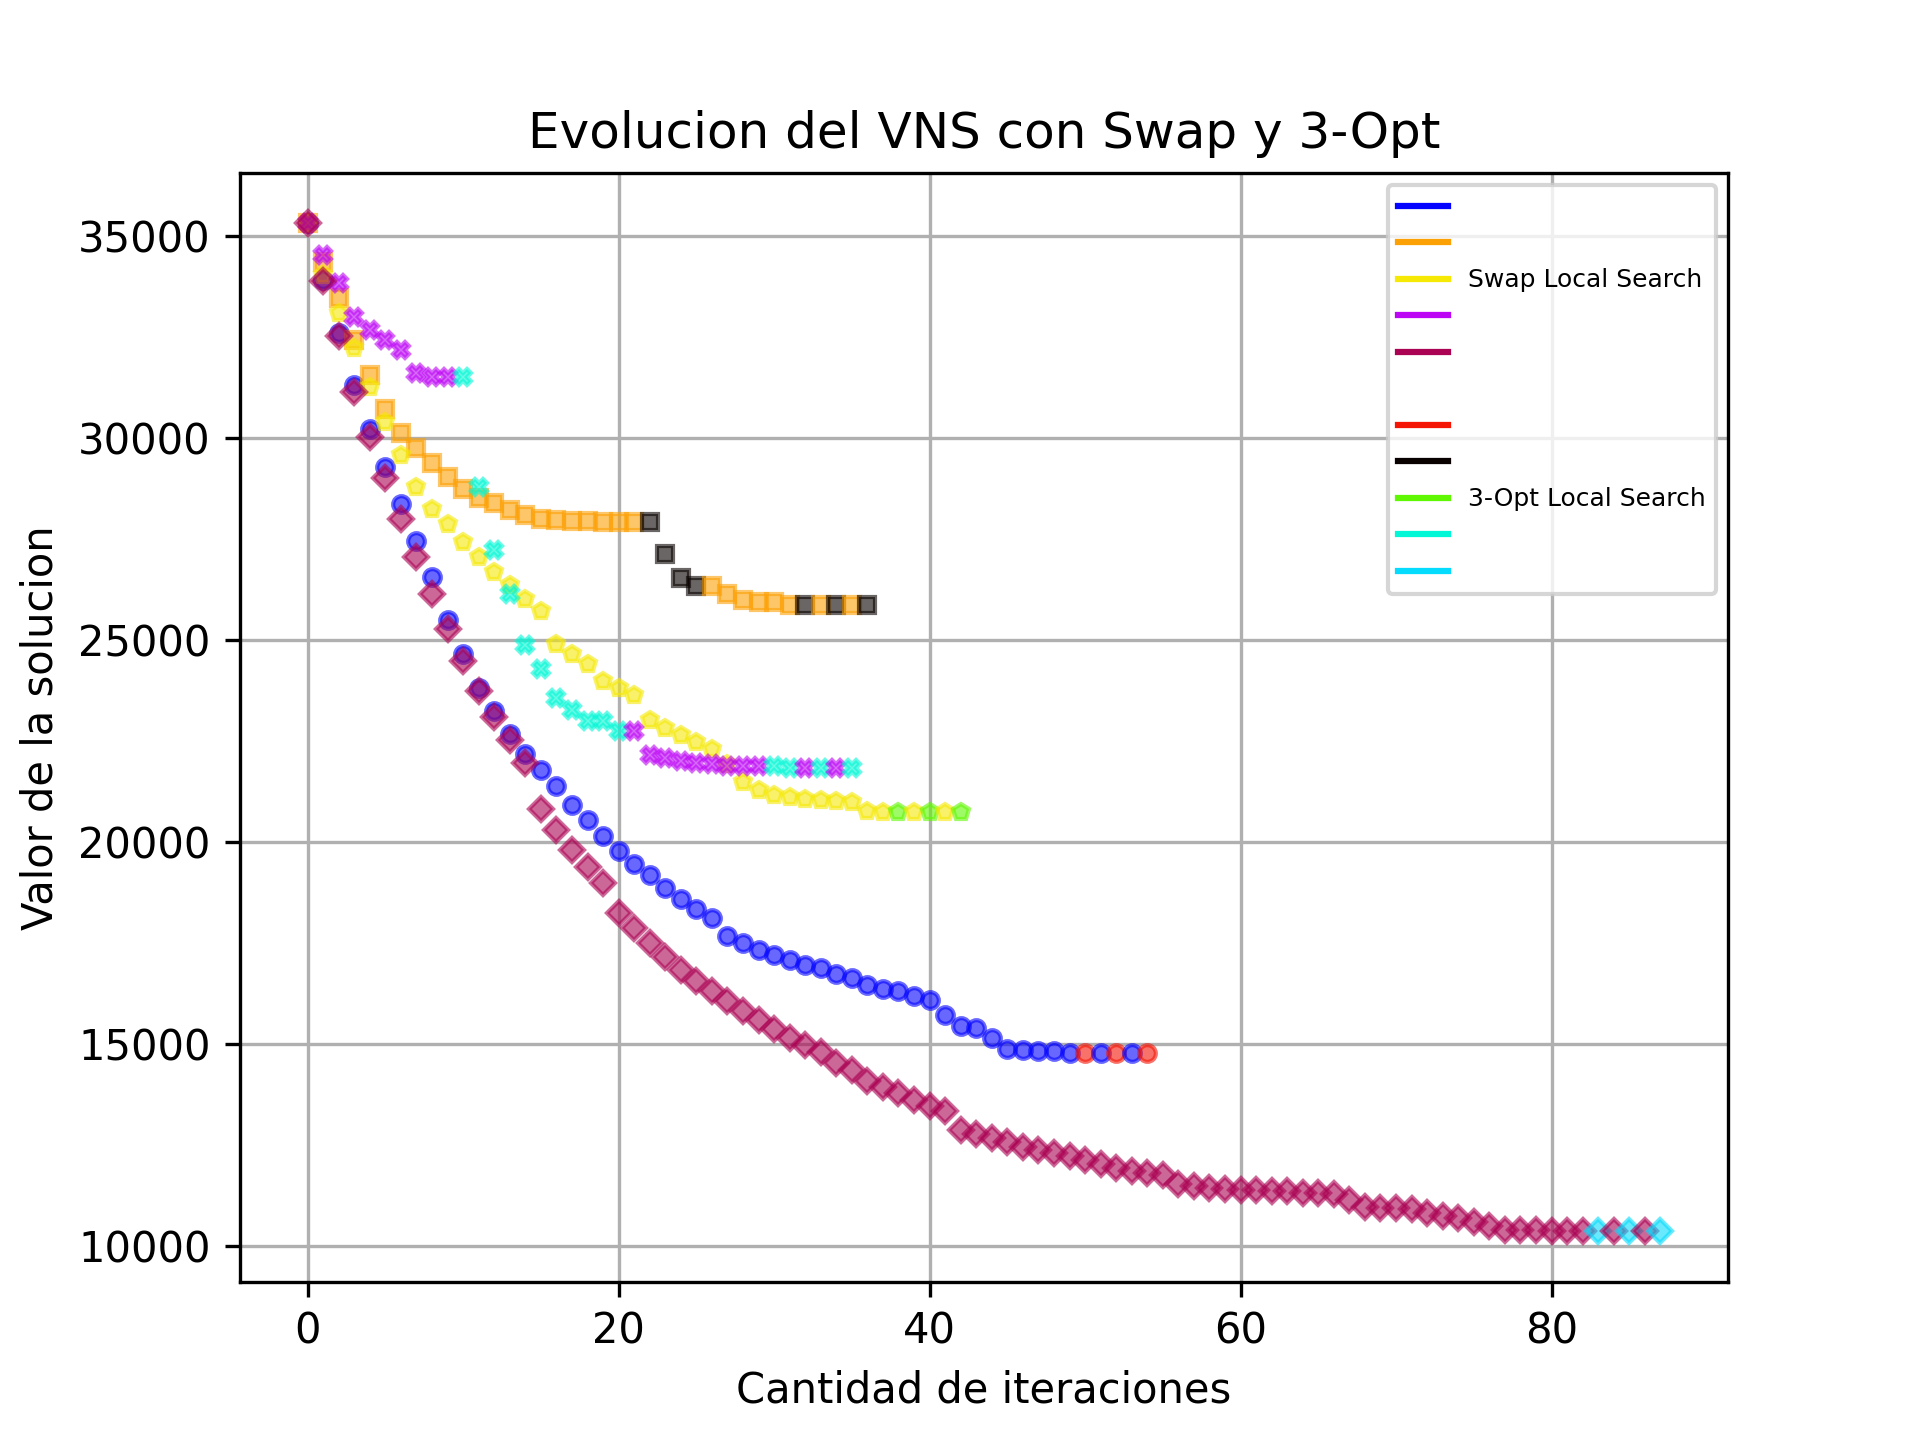 Evolucion del VNS con Swap y 3-Opt
Swap Local Search
3-Opt Local Search
35000
30000
25000
20000
15000
10000
Valor de la solucion
0 20 40 60 80
Cantidad de iteraciones